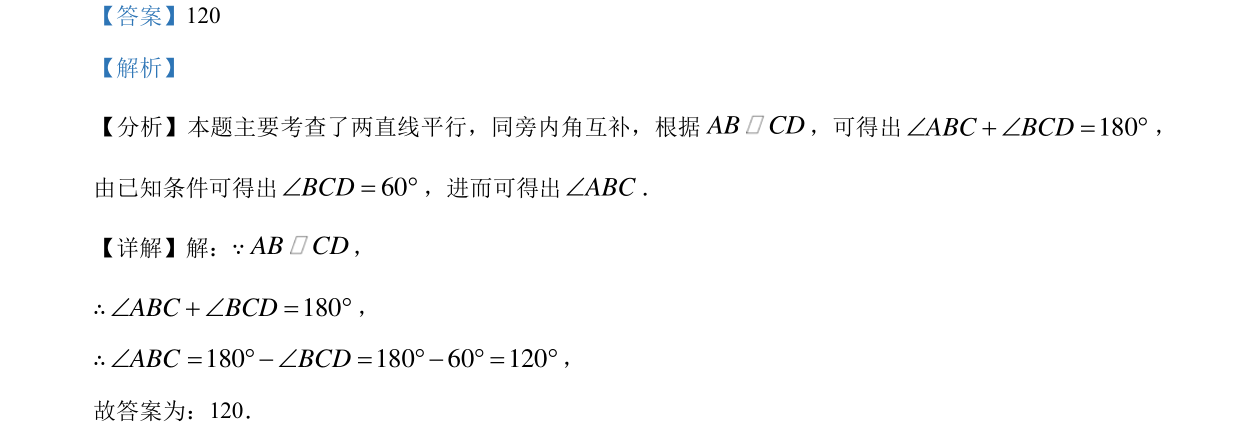 【答案】120
【解析】
【分析】本题主要考查了两直线平行，同旁内角互补，根据 AB▱CD，可得出∠ABC+∠BCD=180°，
由已知条件可得出∠BCD=60°，进而可得出∠ABC．
【详解】解：∵AB▱CD，
∴∠ABC+∠BCD=180°，
∴∠ABC=180°−∠BCD=180°−60°=120°，
故答案为：120．